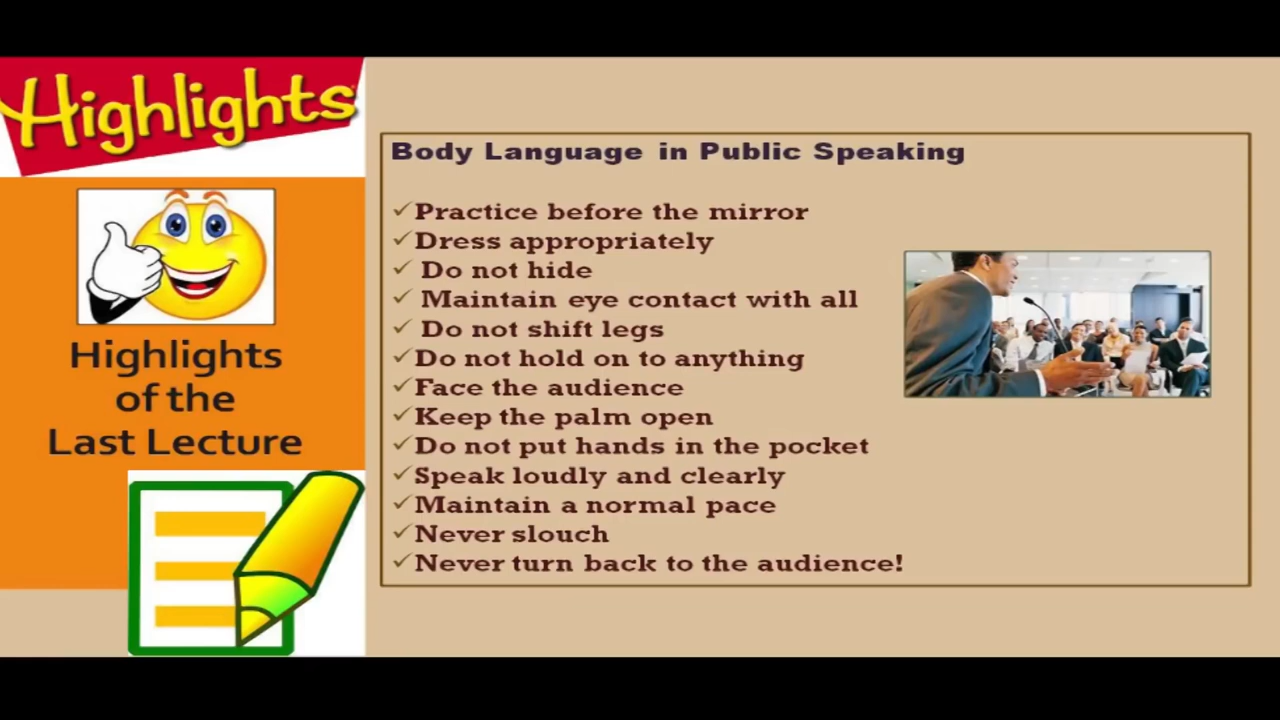 Highlights
Highlights
of the
Last Lecture
Body Language in Public Speaking
✓Practice before the mirror
✓Dress appropriately
✓ Do not hide
✓ Maintain eye contact with all
✓ Do not shift legs
✓Do not hold on to anything
✓Face the audience
✓Keep the palm open
✓Do not put hands in the pocket
✓Speak loudly and clearly
✓Maintain a normal pace
✓Never slouch
✓Never turn back to the audience!